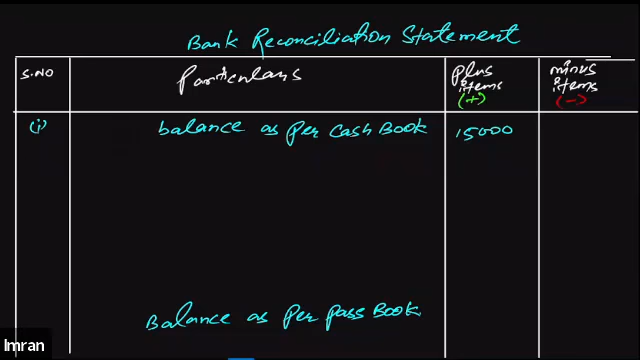 Bank Reconciliation Statement
S.NO Particulars plus items (+) minus items (-)
(i) balance as per Cash Book 15000
Balance as per pass Book
Imran